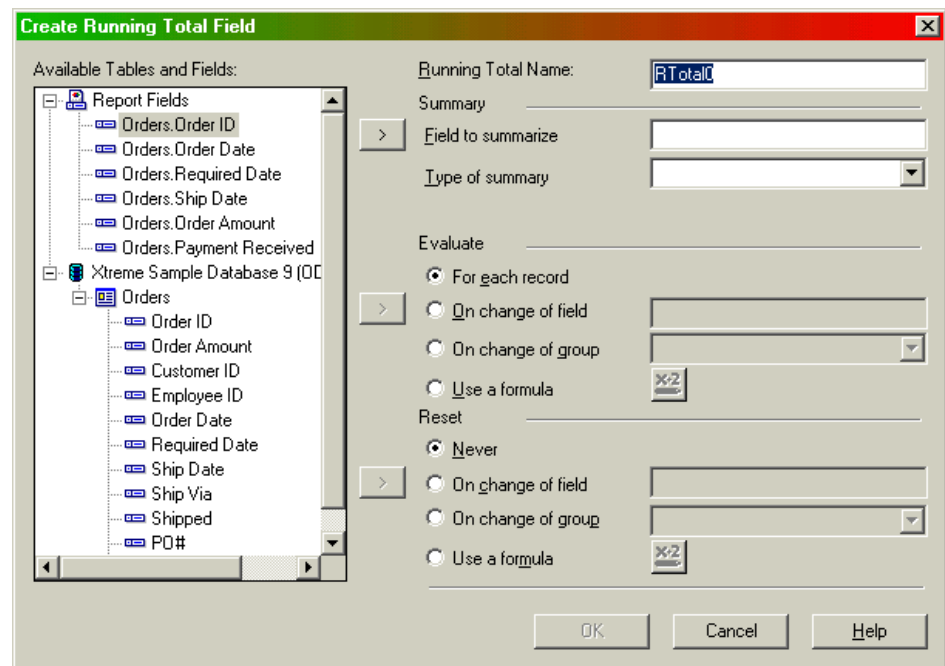 Create Running Total Field
Available Tables and Fields:
Report Fields
Orders.Order ID
Orders.Order Date
Orders.Required Date
Orders.Ship Date
Orders.Order Amount
Orders.Payment Received
Xtreme Sample Database 9 (OD
Orders
Order ID
Order Amount
Customer ID
Employee ID
Order Date
Required Date
Ship Date
Ship Via
Shipped
PO#
Running Total Name:
RTotal0
Summary
>
Field to summarize
Type of summary
Evaluate
For each record
>
On change of field
On change of group
Use a formula
x·2
Reset
Never
>
On change of field
On change of group
Use a formula
x·2
OK
Cancel
Help